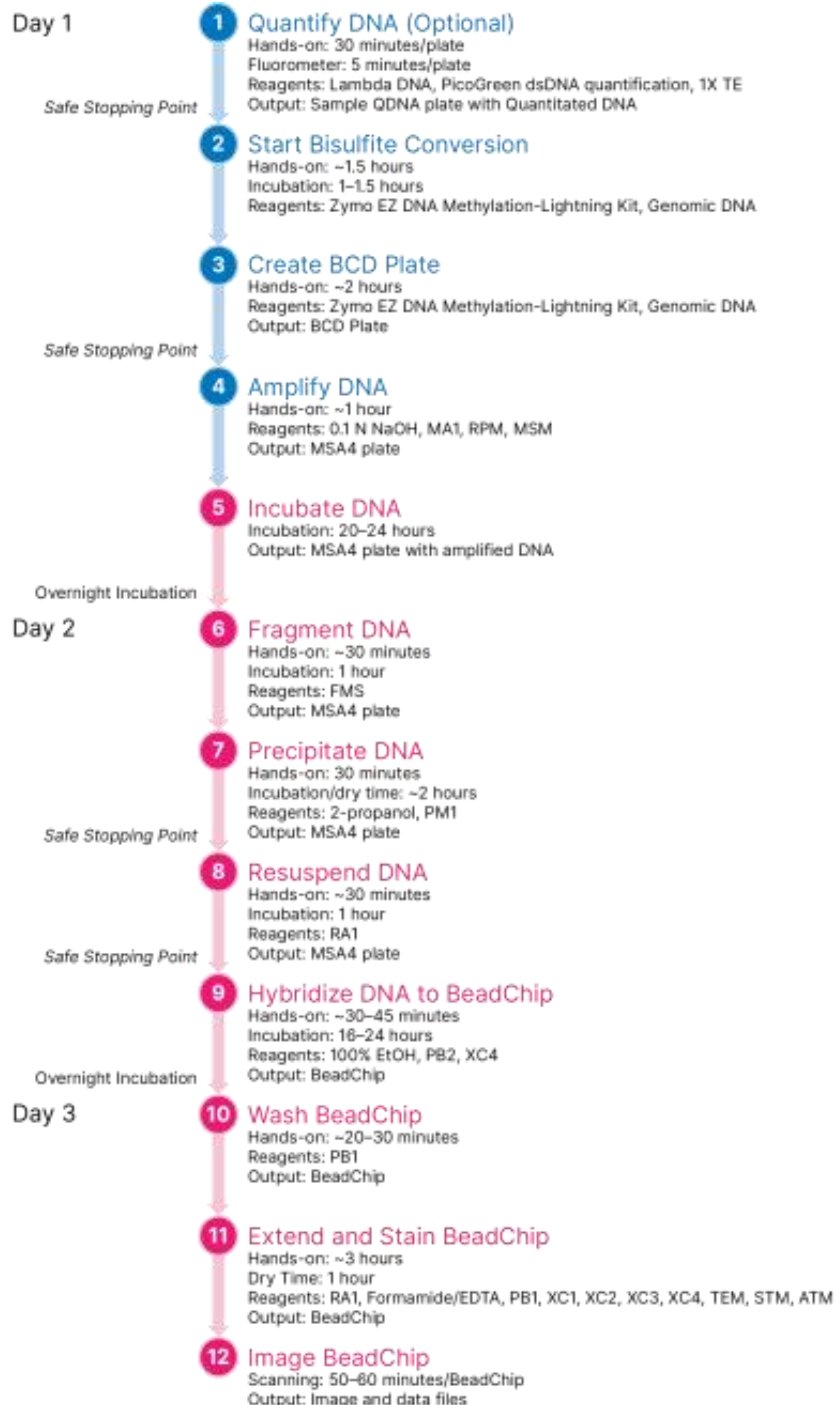 Day 1
1 Quantify DNA (Optional)
Hands-on: 30 minutes/plate
Fluorometer: 5 minutes/plate
Reagents: Lambda DNA, PicoGreen dsDNA quantification, 1X TE
Output: Sample QDNA plate with Quantitated DNA
Safe Stopping Point
2 Start Bisulfite Conversion
Hands-on: ~1.5 hours
Incubation: 1–1.5 hours
Reagents: Zymo EZ DNA Methylation-Lightning Kit, Genomic DNA
3 Create BCD Plate
Hands-on: ~2 hours
Reagents: Zymo EZ DNA Methylation-Lightning Kit, Genomic DNA
Output: BCD Plate
Safe Stopping Point
4 Amplify DNA
Hands-on: ~1 hour
Reagents: 0.1 N NaOH, MA1, RPM, MSM
Output: MSA4 plate
5 Incubate DNA
Incubation: 20–24 hours
Output: MSA4 plate with amplified DNA
Overnight Incubation
Day 2
6 Fragment DNA
Hands-on: ~30 minutes
Incubation: 1 hour
Reagents: FMS
Output: MSA4 plate
7 Precipitate DNA
Hands-on: 30 minutes
Incubation/dry time: ~2 hours
Reagents: 2-propanol, PM1
Output: MSA4 plate
Safe Stopping Point
8 Resuspend DNA
Hands-on: ~30 minutes
Incubation: 1 hour
Reagents: RA1
Output: MSA4 plate
Safe Stopping Point
9 Hybridize DNA to BeadChip
Hands-on: ~30–45 minutes
Incubation: 16–24 hours
Reagents: 100% EtOH, PB2, XC4
Output: BeadChip
Overnight Incubation
Day 3
10 Wash BeadChip
Hands-on: ~20–30 minutes
Reagents: PB1
Output: BeadChip
11 Extend and Stain BeadChip
Hands-on: ~3 hours
Dry Time: 1 hour
Reagents: RA1, Formamide/EDTA, PB1, XC1, XC2, XC3, XC4, TEM, STM, ATM
Output: BeadChip
12 Image BeadChip
Scanning: 50–60 minutes/BeadChip
Output: Image and data files